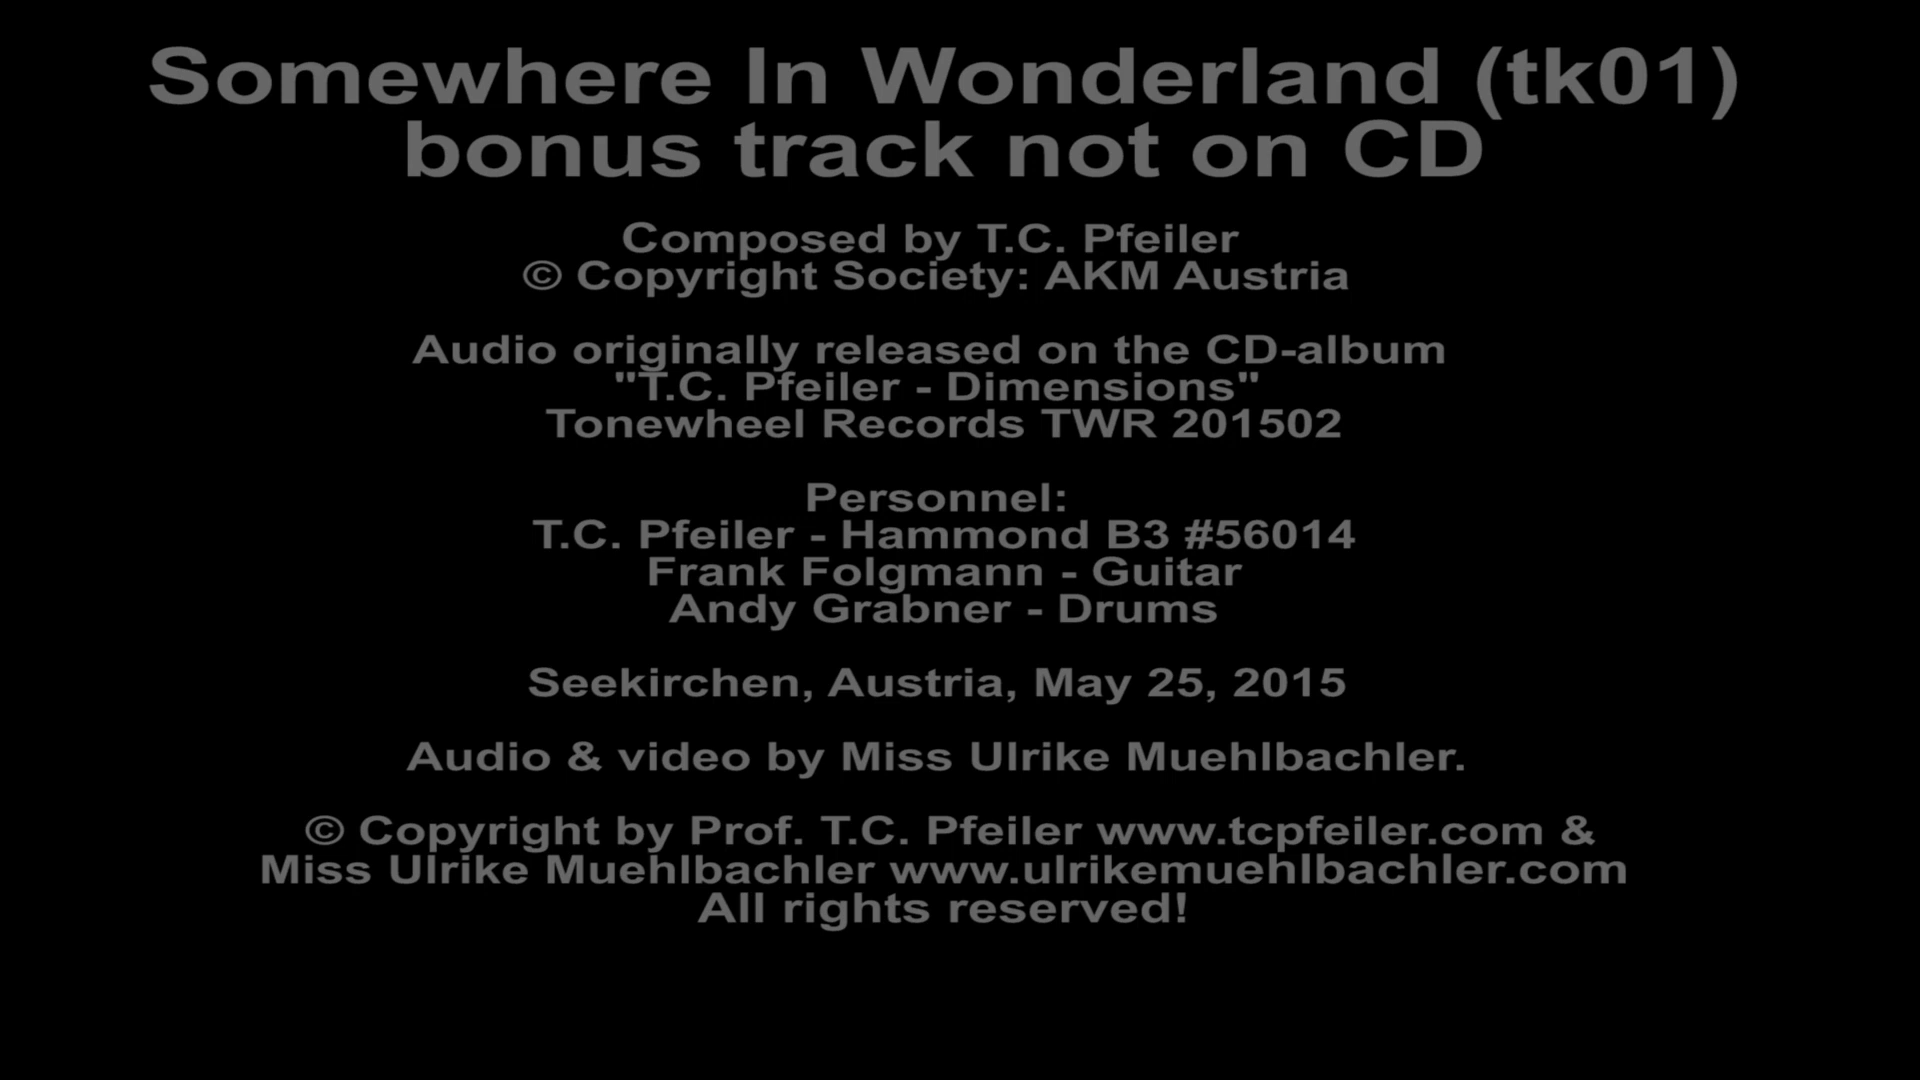 Somewhere In Wonderland (tk01)
bonus track not on CD
Composed by T.C. Pfeiler
© Copyright Society: AKM Austria
Audio originally released on the CD-album
"T.C. Pfeiler - Dimensions"
Tonewheel Records TWR 201502
Personnel:
T.C. Pfeiler - Hammond B3 #56014
Frank Folgmann - Guitar
Andy Grabner - Drums
Seekirchen, Austria, May 25, 2015
Audio & video by Miss Ulrike Muehlbachler.
© Copyright by Prof. T.C. Pfeiler www.tcpfeiler.com &
Miss Ulrike Muehlbachler www.ulrikemuehlbachler.com
All rights reserved!